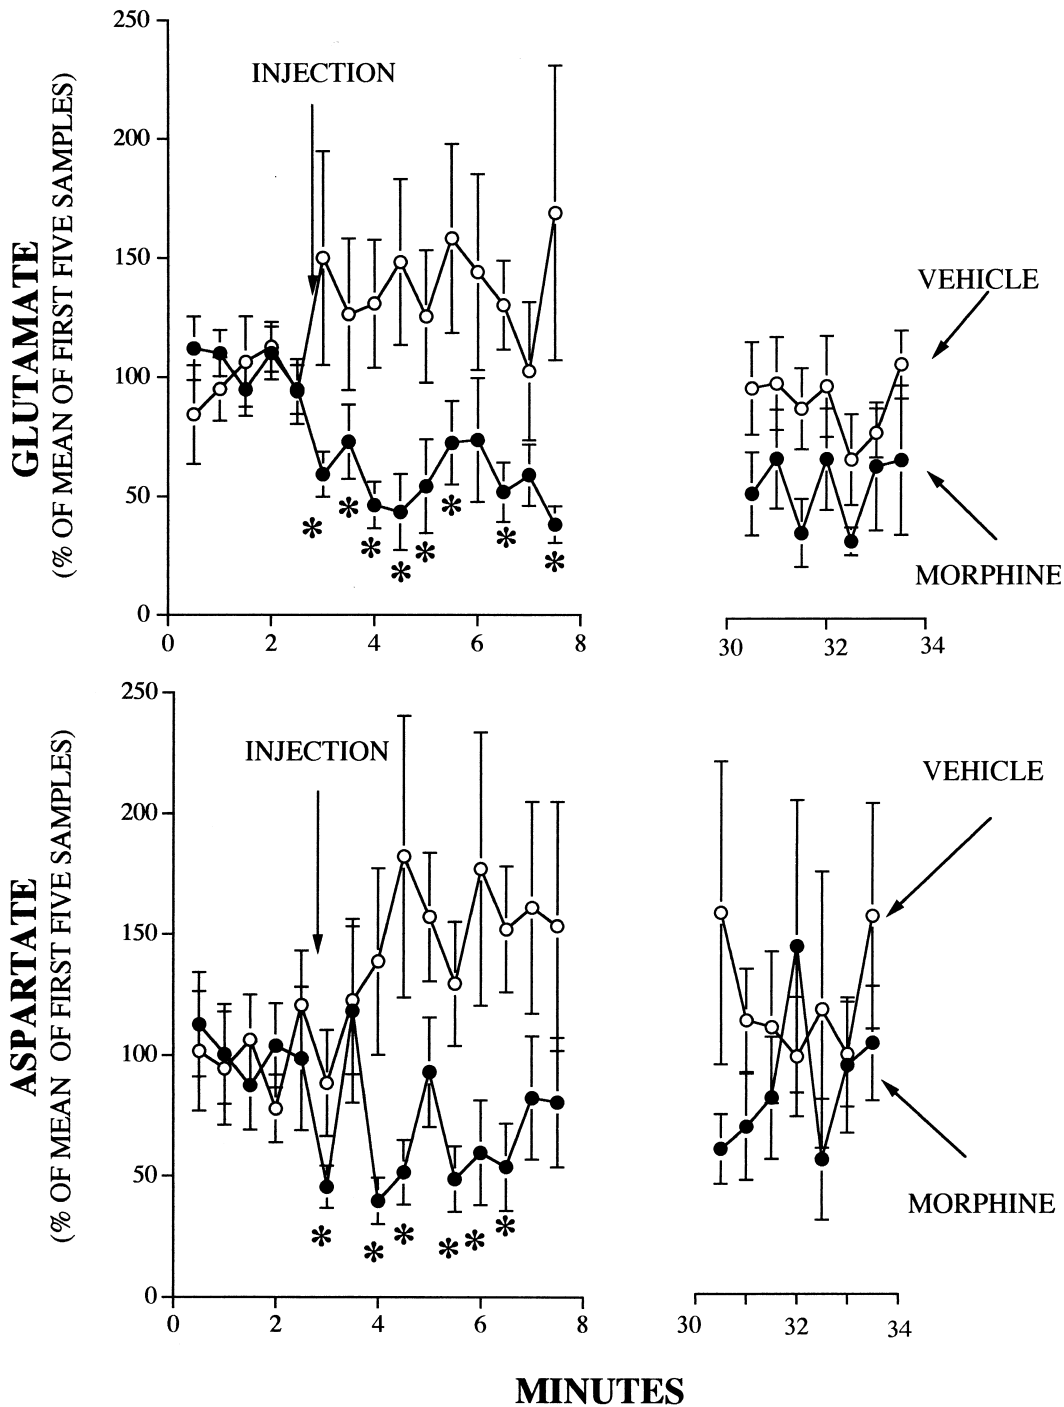 GLUTAMATE
(% OF MEAN OF FIRST FIVE SAMPLES)
250
200
150
100
50
0
INJECTION
*
*
*
*
*
*
*
*
0 2 4 6 8
VEHICLE
MORPHINE
30 32 34
ASPARTATE
(% OF MEAN OF FIRST FIVE SAMPLES)
250
200
150
100
50
0
INJECTION
*
*
*
*
*
*
0 2 4 6 8
VEHICLE
MORPHINE
30 32 34
MINUTES